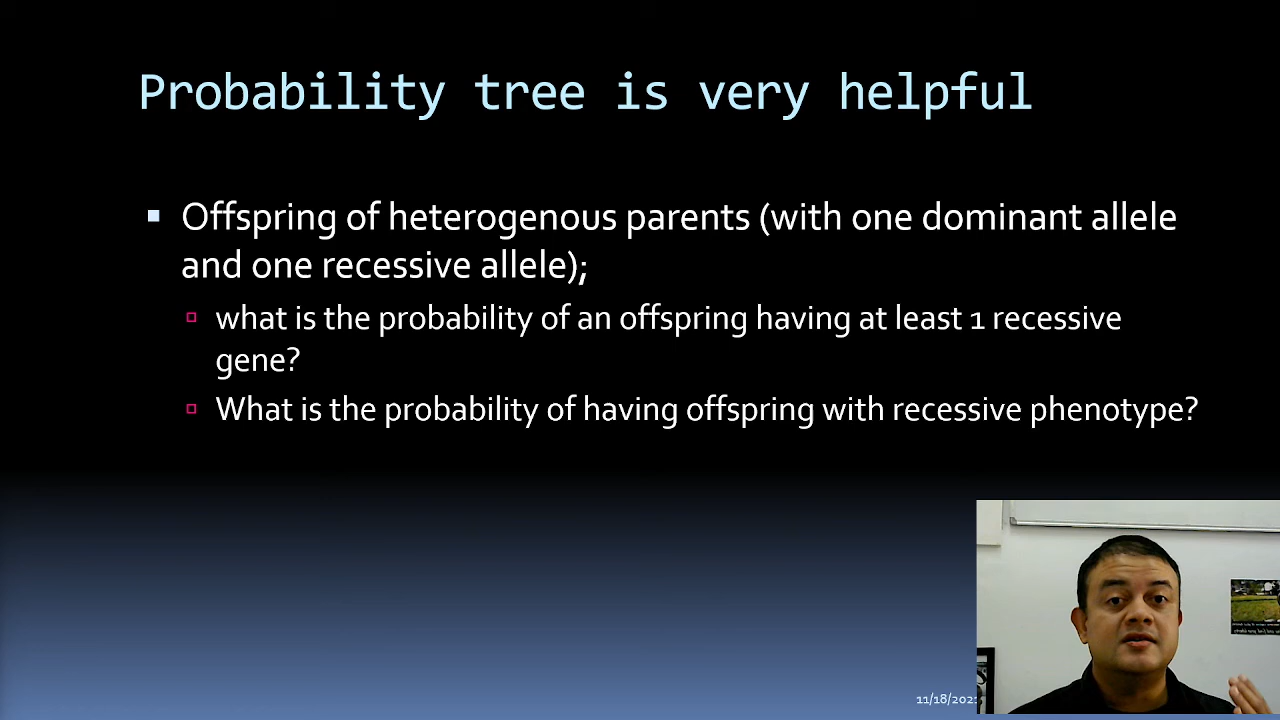 Probability tree is very helpful
Offspring of heterogenous parents (with one dominant allele
and one recessive allele);
what is the probability of an offspring having at least 1 recessive
gene?
What is the probability of having offspring with recessive phenotype?